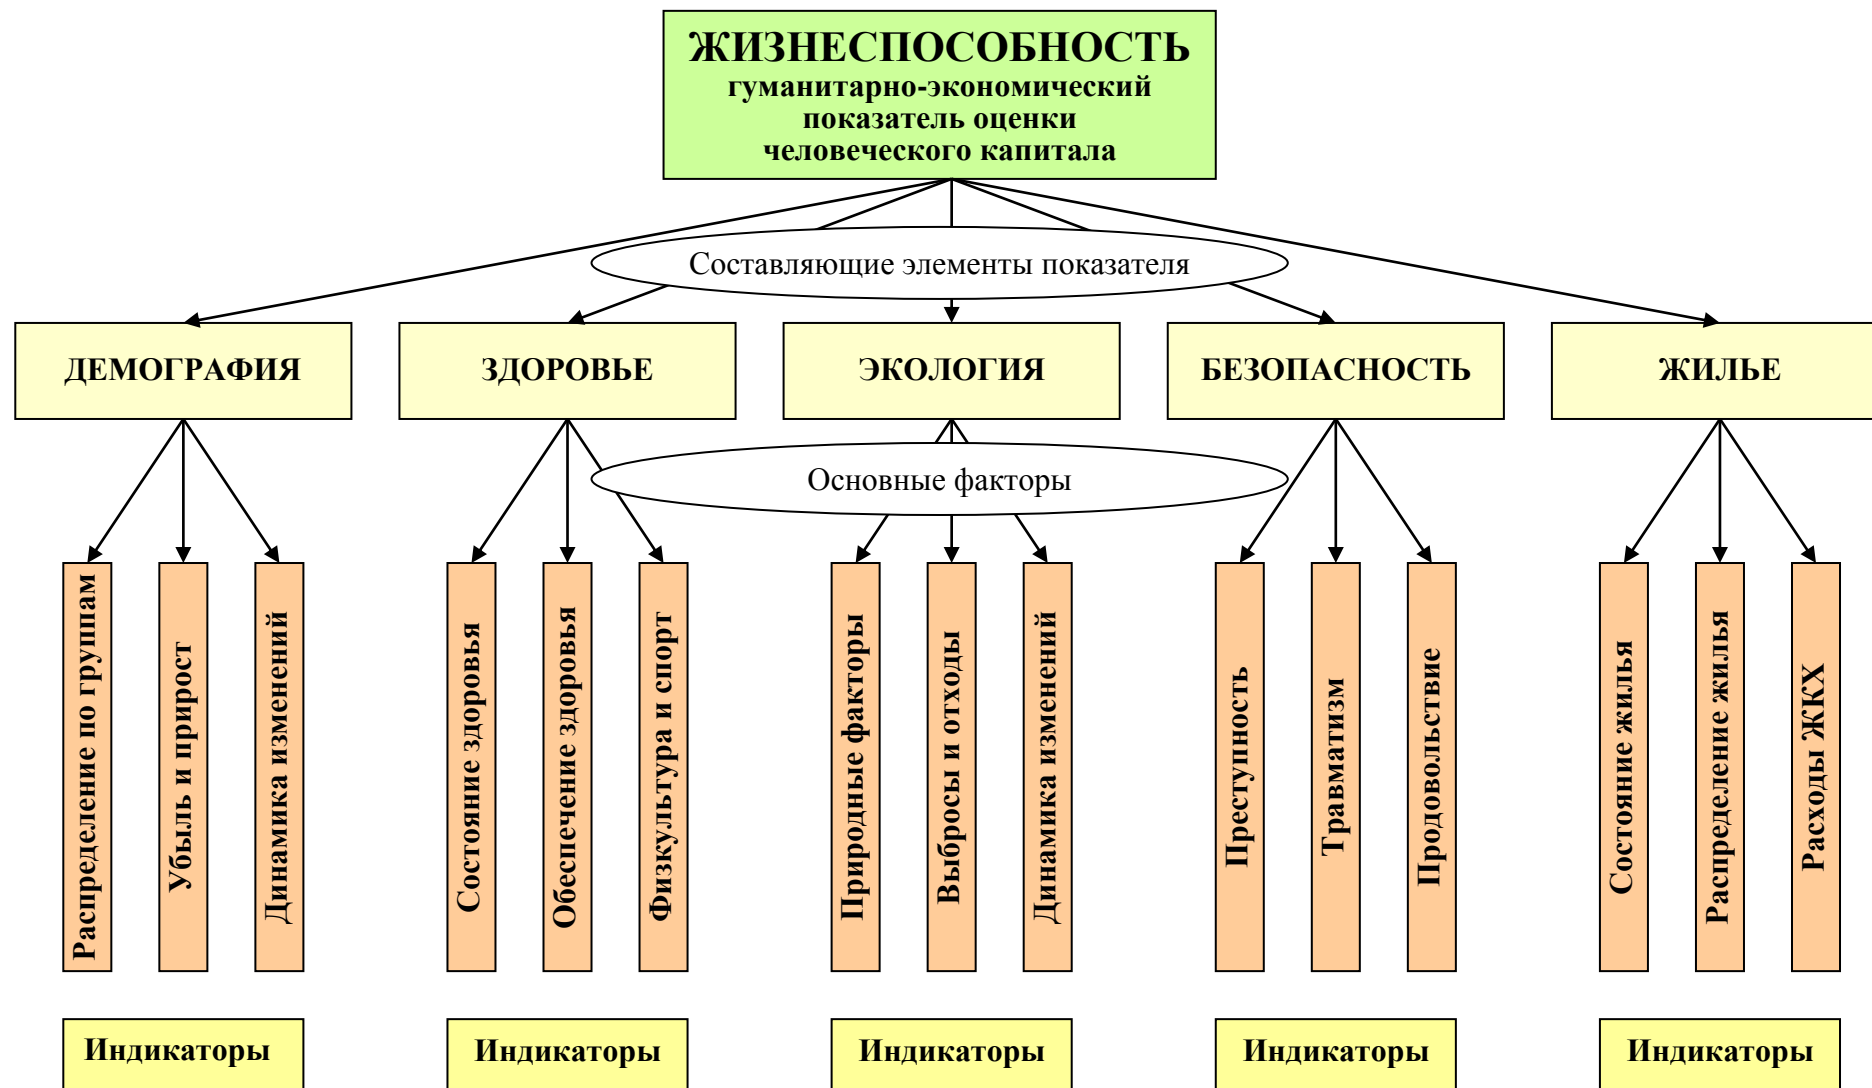 ЖИЗНЕСПОСОБНОСТЬ
гуманитарно-экономический
показатель оценки
человеческого капитала
Составляющие элементы показателя
ДЕМОГРАФИЯ
ЗДОРОВЬЕ
ЭКОЛОГИЯ
БЕЗОПАСНОСТЬ
ЖИЛЬЕ
Основные факторы
Распределение по группам
Убыль и прирост
Динамика изменений
Состояние здоровья
Обеспечение здоровья
Физкультура и спорт
Природные факторы
Выбросы и отходы
Динамика изменений
Преступность
Травматизм
Продовольствие
Состояние жилья
Распределение жилья
Расходы ЖКХ
Индикаторы
Индикаторы
Индикаторы
Индикаторы
Индикаторы